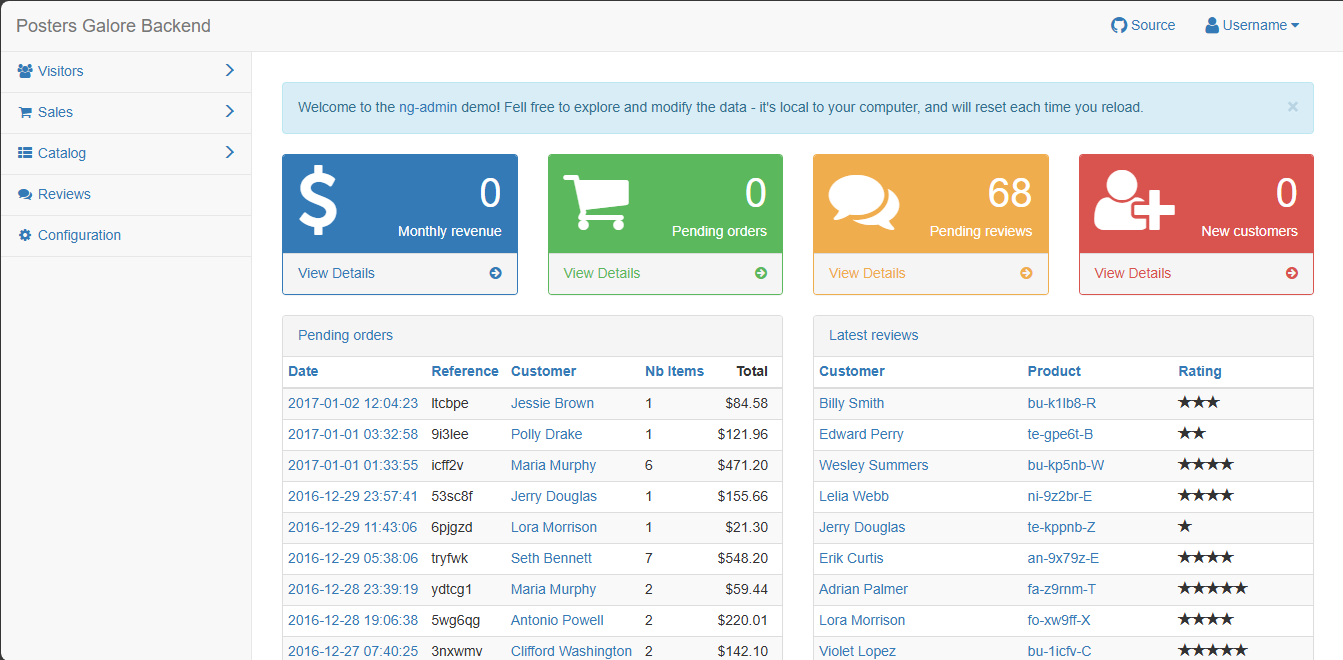 Posters Galore Backend
Source
Username
Visitors
Sales
Catalog
Reviews
Configuration
Welcome to the ng-admin demo! Fell free to explore and modify the data - it's local to your computer, and will reset each time you reload.
×
0
Monthly revenue
View Details
0
Pending orders
View Details
68
Pending reviews
View Details
0
New customers
View Details
Pending orders
Date Reference Customer Nb Items Total
2017-01-02 12:04:23 ltcbpe Jessie Brown 1 $84.58
2017-01-01 03:32:58 9i3lee Polly Drake 1 $121.96
2017-01-01 01:33:55 icff2v Maria Murphy 6 $471.20
2016-12-29 23:57:41 53sc8f Jerry Douglas 1 $155.66
2016-12-29 11:43:06 6pjgzd Lora Morrison 1 $21.30
2016-12-29 05:38:06 tryfwk Seth Bennett 7 $548.20
2016-12-28 23:39:19 ydtcg1 Maria Murphy 2 $59.44
2016-12-28 19:06:38 5wg6qg Antonio Powell 2 $220.01
2016-12-27 07:40:25 3nxwmv Clifford Washington 2 $142.10
Latest reviews
Customer Product Rating
Billy Smith bu-k1lb8-R ★★★
Edward Perry te-gpe6t-B ★★
Wesley Summers bu-kp5nb-W ★★★★
Lelia Webb ni-9z2br-E ★★★★
Jerry Douglas te-kppnb-Z ★
Erik Curtis an-9x79z-E ★★★★
Adrian Palmer fa-z9rnm-T ★★★★★
Lora Morrison fo-xw9ff-X ★★★★
Violet Lopez bu-1icfv-C ★★★★★